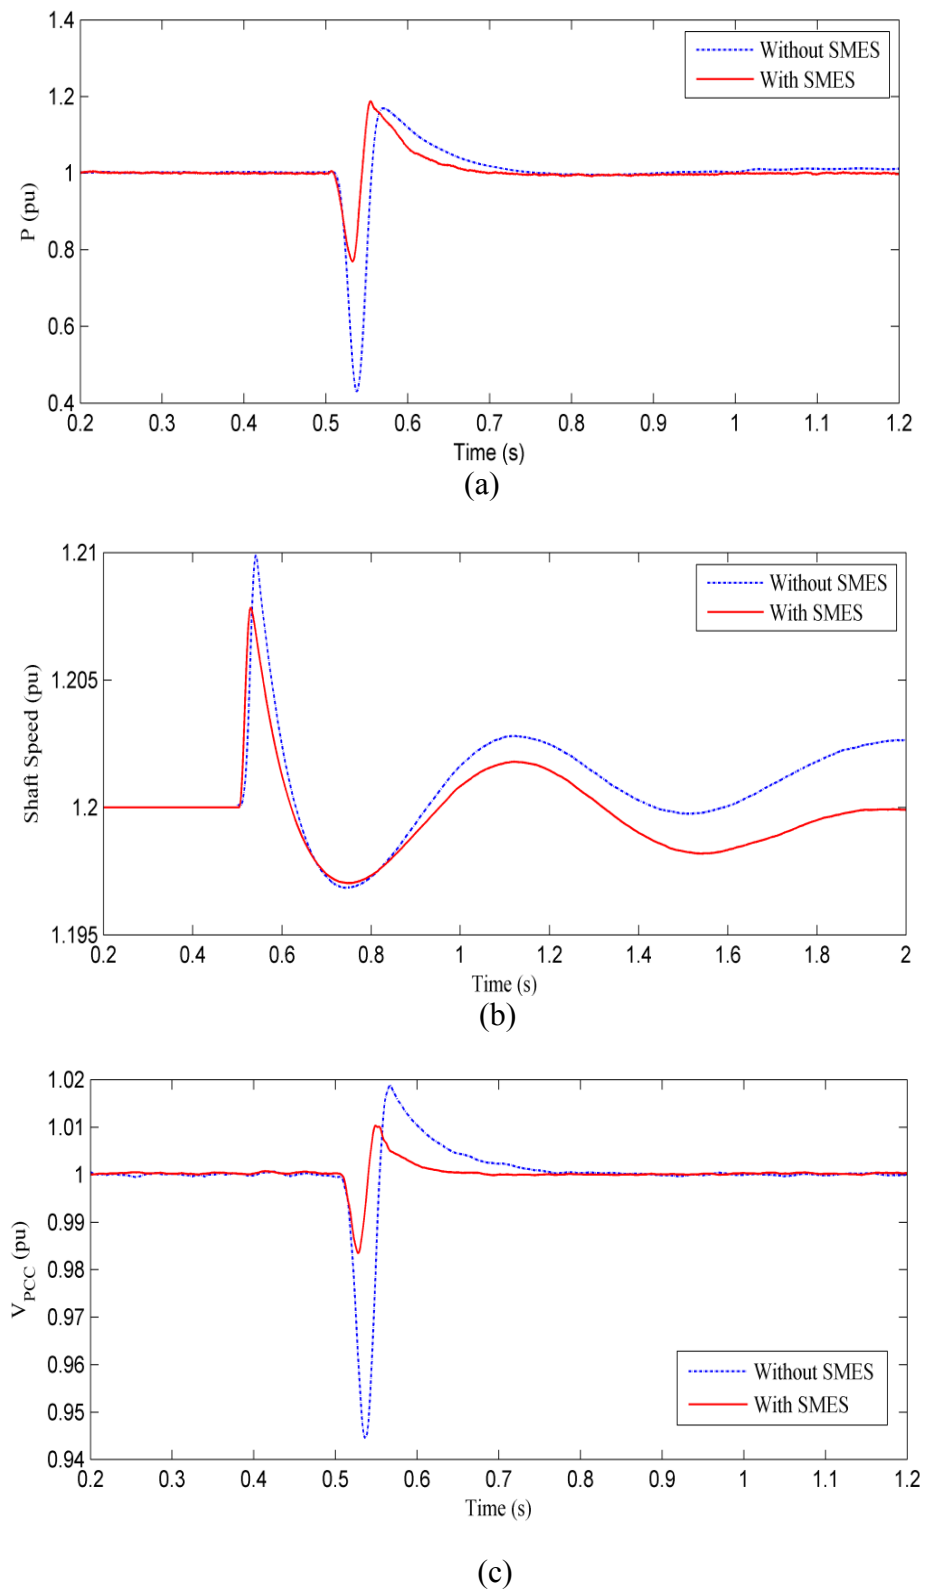 1.4
Without SMES
With SMES
1.2
1
0.8
0.6
0.4
P (pu)
0.2 0.3 0.4 0.5 0.6 0.7 0.8 0.9 1 1.1 1.2
Time (s)
(a)
1.21
Without SMES
With SMES
1.205
1.2
1.195
Shaft Speed (pu)
0.2 0.4 0.6 0.8 1 1.2 1.4 1.6 1.8 2
Time (s)
(b)
1.02
1.01
1
0.99
0.98
0.97
0.96
0.95
0.94
V_PCC (pu)
Without SMES
With SMES
0.2 0.3 0.4 0.5 0.6 0.7 0.8 0.9 1 1.1 1.2
Time (s)
(c)